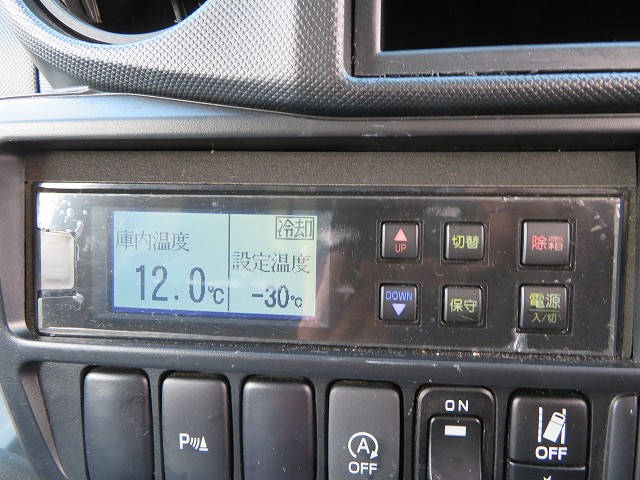 冷却
庫内温度
12.0℃
設定温度
-30℃
UP
切替
除霜
DOWN
保守
電源
入/切
P
A
OFF
ON
OFF